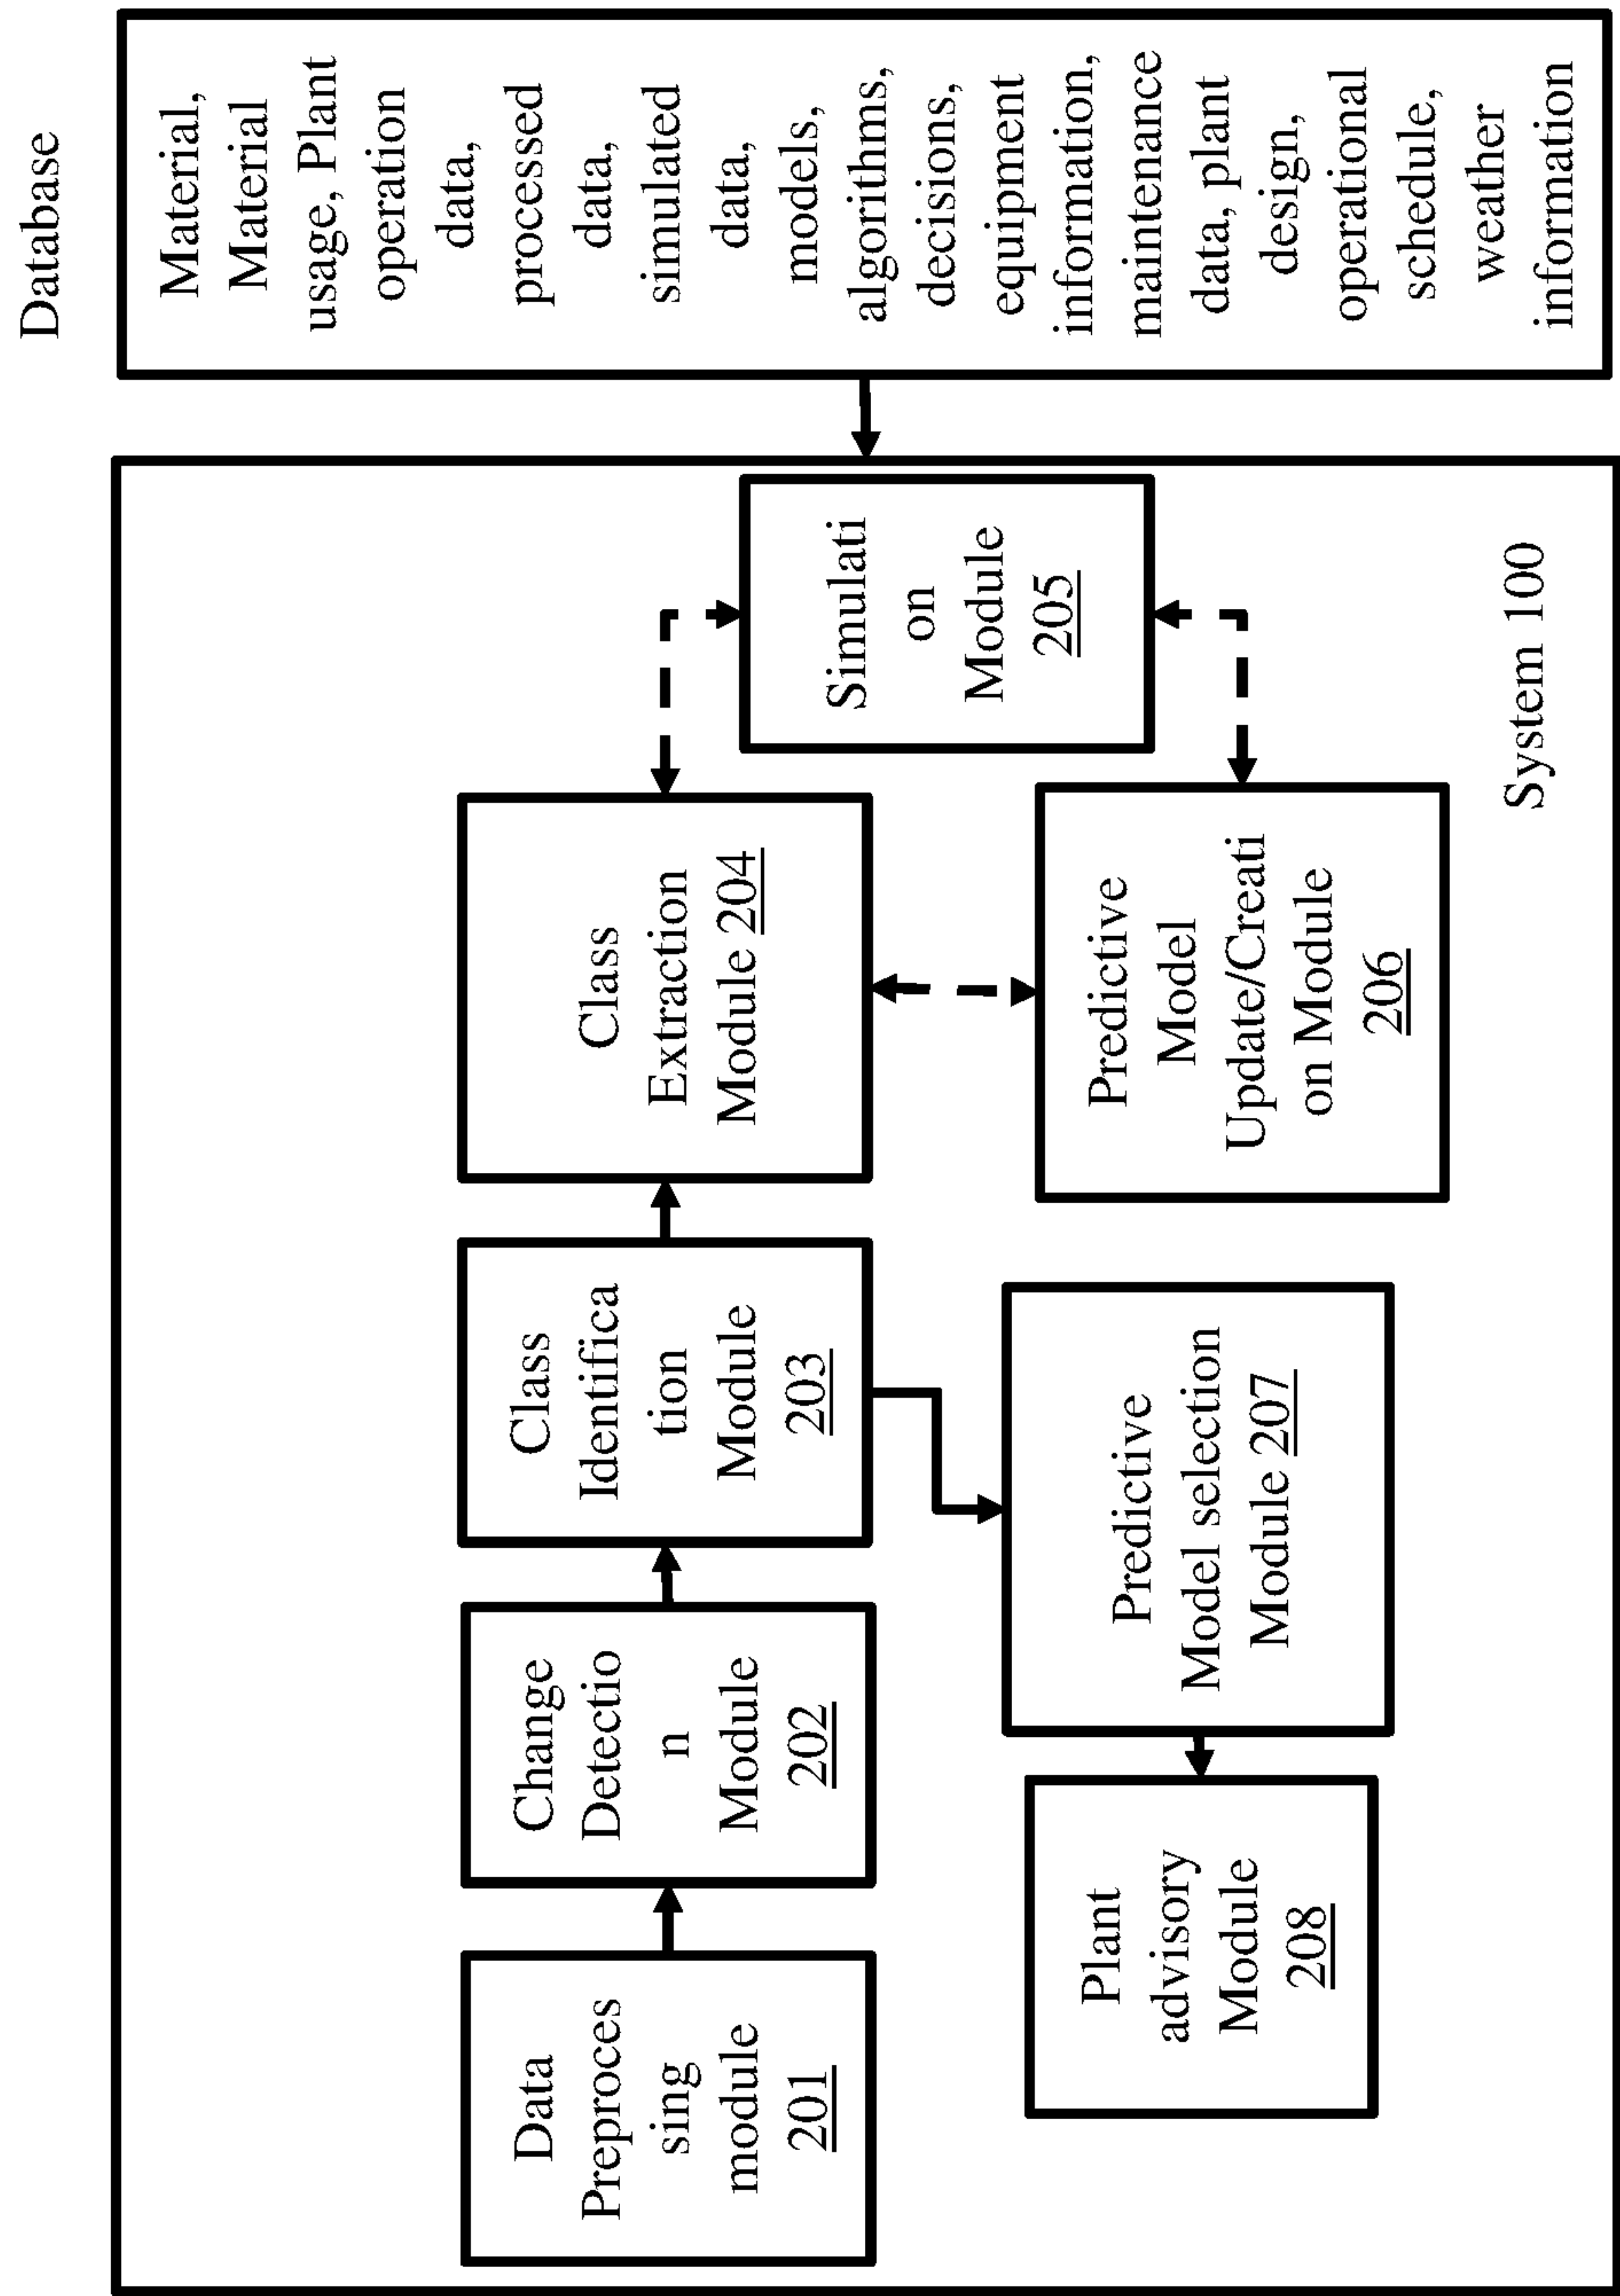 Data
Preproces
sing
module
201
Change
Detectio
n
Module
202
Class
Identifica
tion
Module
203
Class
Extraction
Module 204
Simulati
on
Module
205
Plant
advisory
Module
208
Predictive
Model selection
Module 207
Predictive
Model
Update/Creati
on Module
206
System 100
Database
Material,
Material
usage, Plant
operation
data,
processed
data,
simulated
data,
models,
algorithms,
decisions,
equipment
information,
maintenance
data, plant
design,
operational
schedule,
weather
information